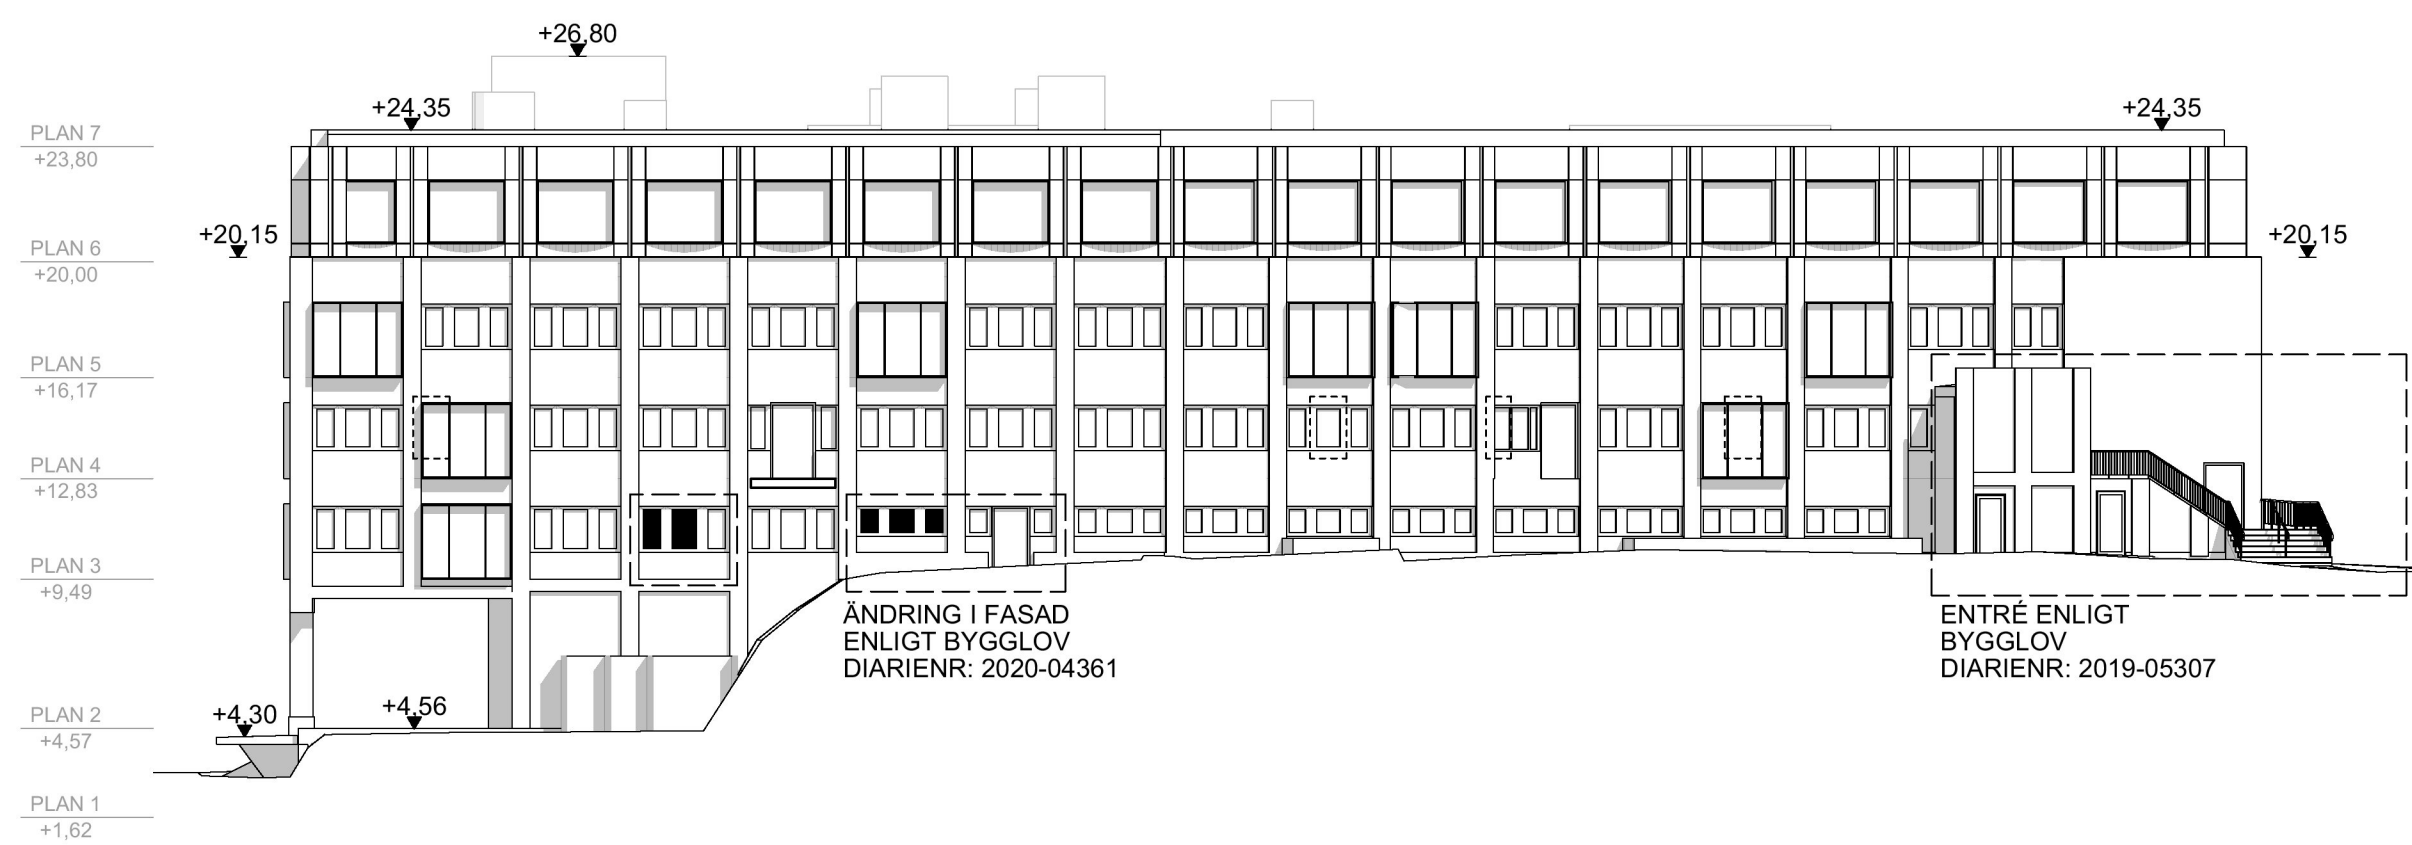 +26,80
+24,35
+24,35
PLAN 7
+23,80
+20,15
+20,15
PLAN 6
+20,00
PLAN 5
+16,17
PLAN 4
+12,83
PLAN 3
+9,49
ÄNDRING I FASAD
ENLIGT BYGGLOV
DIARIENR: 2020-04361
ENTRÉ ENLIGT
BYGGLOV
DIARIENR: 2019-05307
+4,30
+4,56
PLAN 2
+4,57
PLAN 1
+1,62